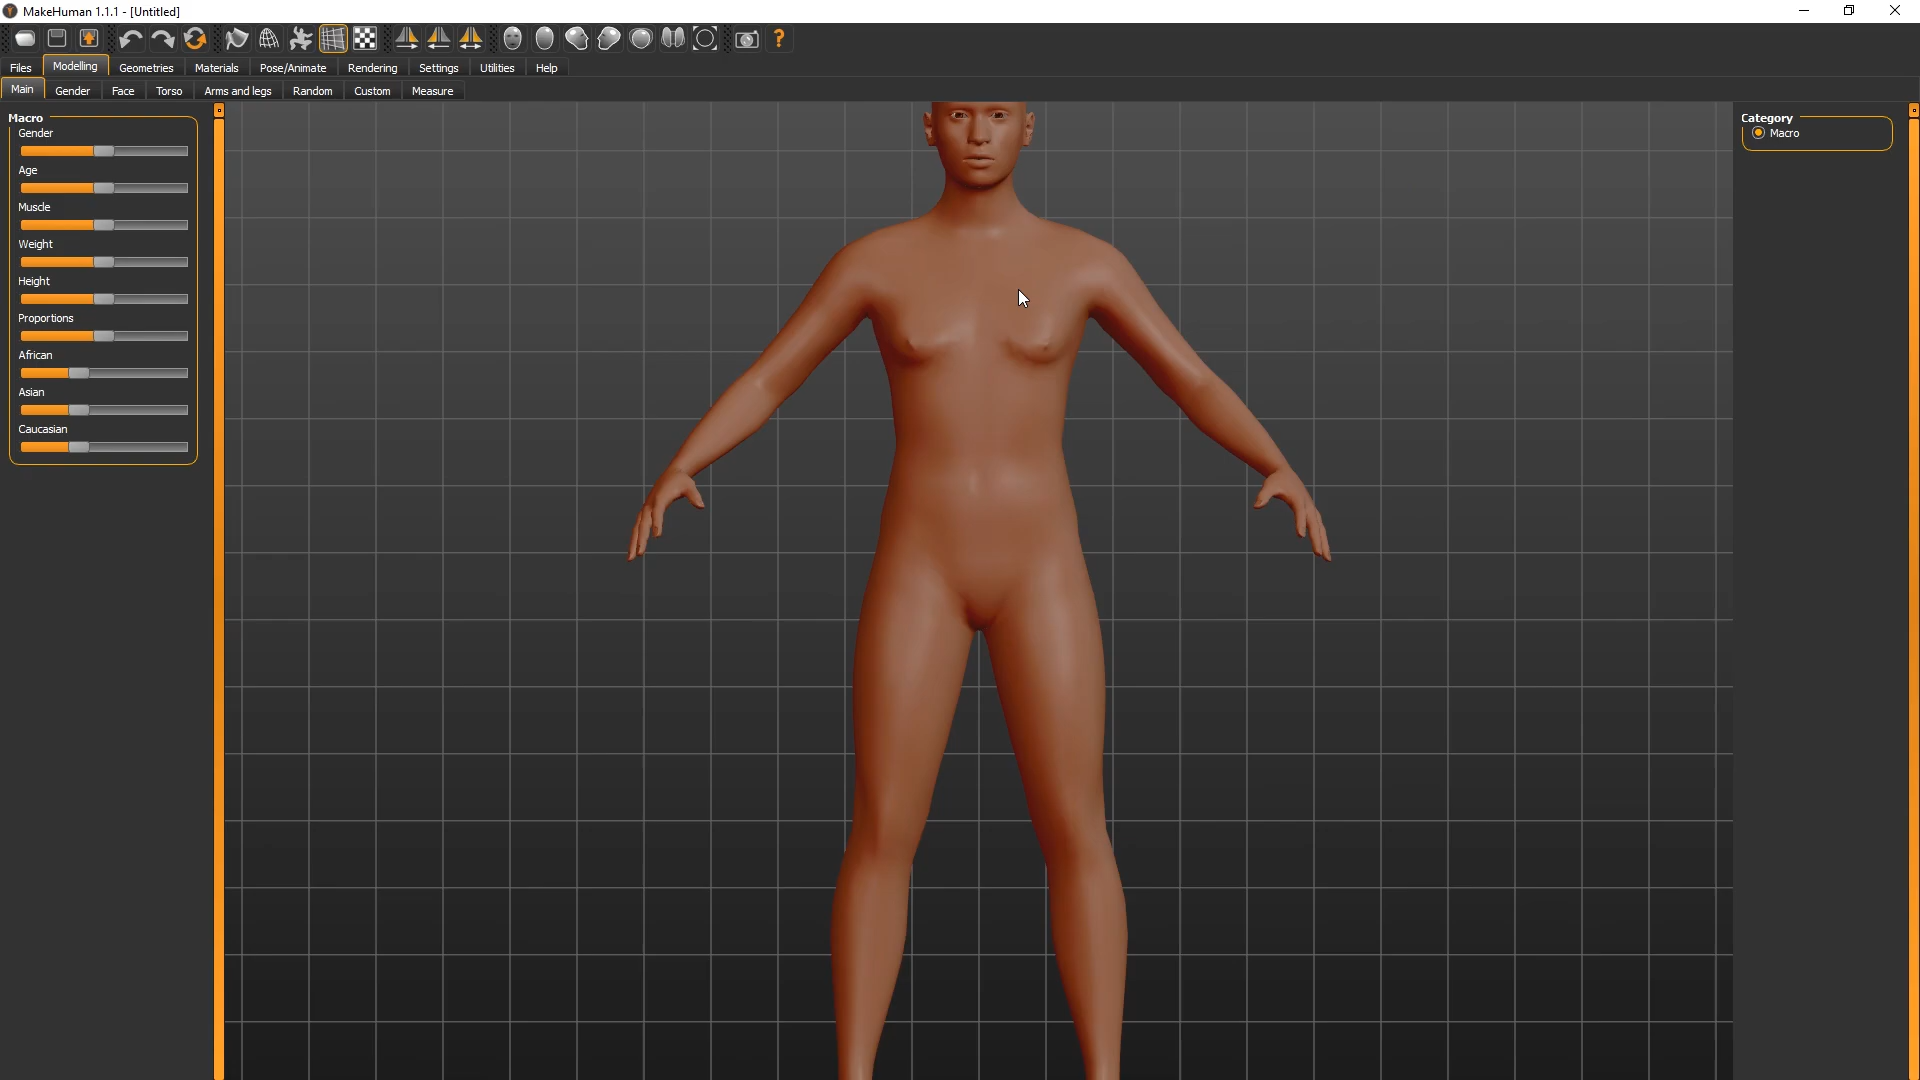 MakeHuman 1.1.1 - [Untitled]
?
Files Modelling Geometries Materials Pose/Animate Rendering Settings Utilities Help
Main Gender Face Torso Arms and legs Random Custom Measure
Macro
Gender
Age
Muscle
Weight
Height
Proportions
African
Asian
Caucasian
Category
Macro